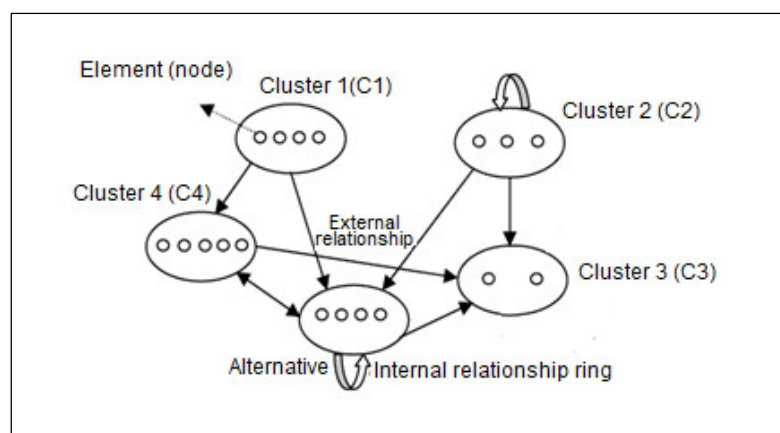 Element (node)
Cluster 1(C1)
Cluster 2 (C2)
Cluster 4 (C4)
External
relationship
Cluster 3 (C3)
Alternative
Internal relationship ring